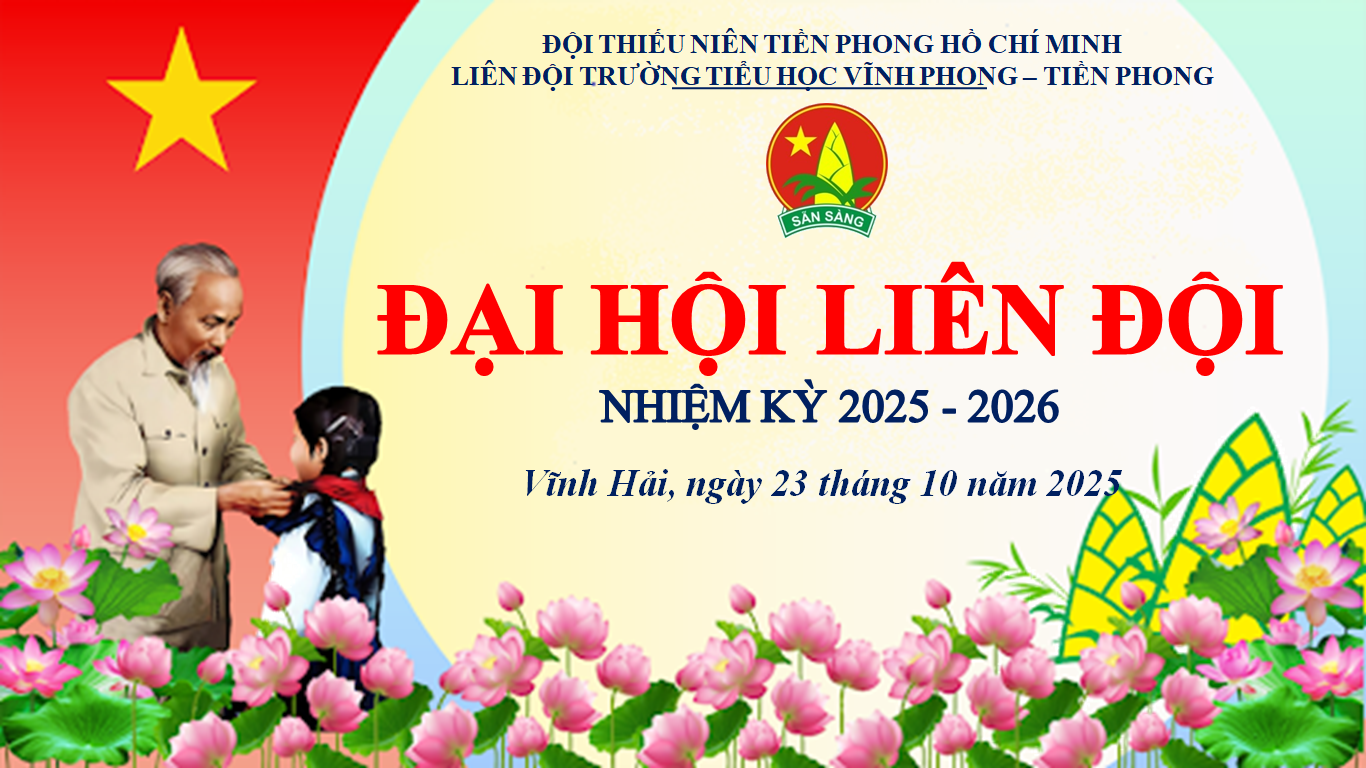 ĐỘI THIẾU NIÊN TIỀN PHONG HỒ CHÍ MINH
LIÊN ĐỘI TRƯỜNG TIỂU HỌC VĨNH PHONG – TIỀN PHONG
SẴN SÀNG
ĐẠI HỘI LIÊN ĐỘI
NHIỆM KỲ 2025 - 2026
Vĩnh Hải, ngày 23 tháng 10 năm 2025